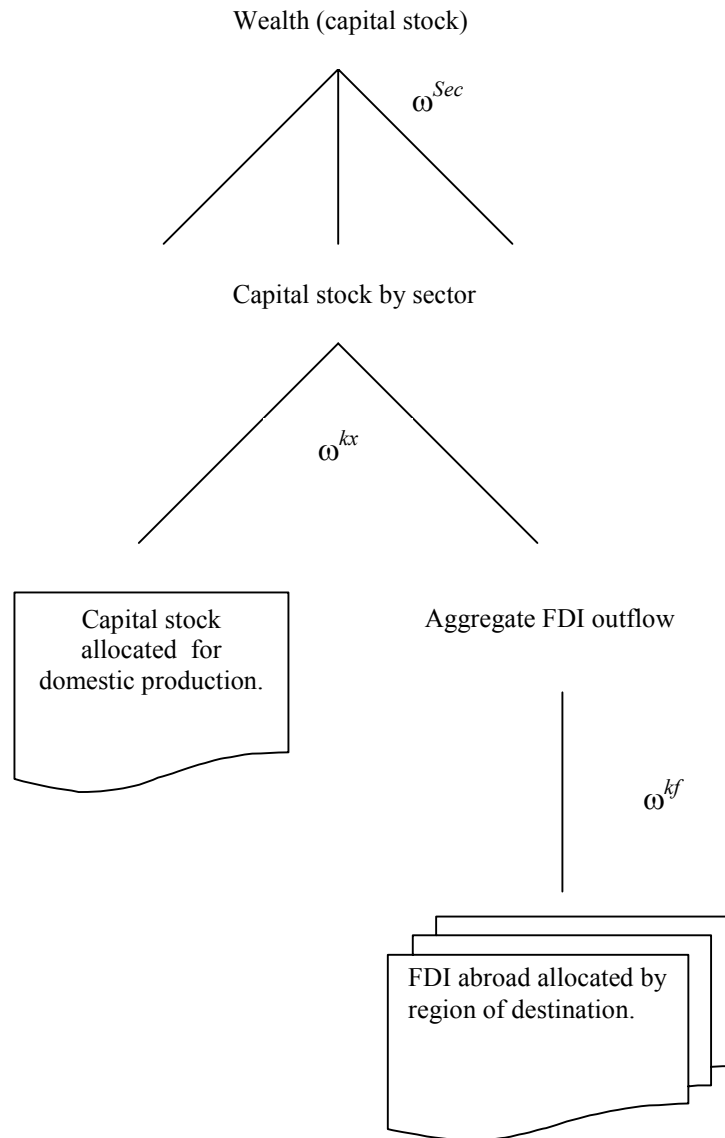 Wealth (capital stock)
ω^Sec
Capital stock by sector
ω^kx
Capital stock
allocated for
domestic production.
Aggregate FDI outflow
ω^kf
FDI abroad allocated by
region of destination.